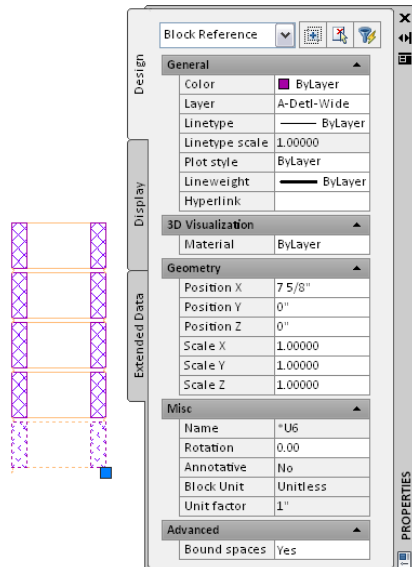 Design
Display
Extended Data
Block Reference
General
Color ByLayer
Layer A-Detl-Wide
Linetype ByLayer
Linetype scale 1.00000
Plot style ByLayer
Lineweight ByLayer
Hyperlink
3D Visualization
Material ByLayer
Geometry
Position X 7 5/8"
Position Y 0"
Position Z 0"
Scale X 1.00000
Scale Y 1.00000
Scale Z 1.00000
Misc
Name *U6
Rotation 0.00
Annotative No
Block Unit Unitless
Unit factor 1"
Advanced
Bound spaces Yes
PROPERTIES